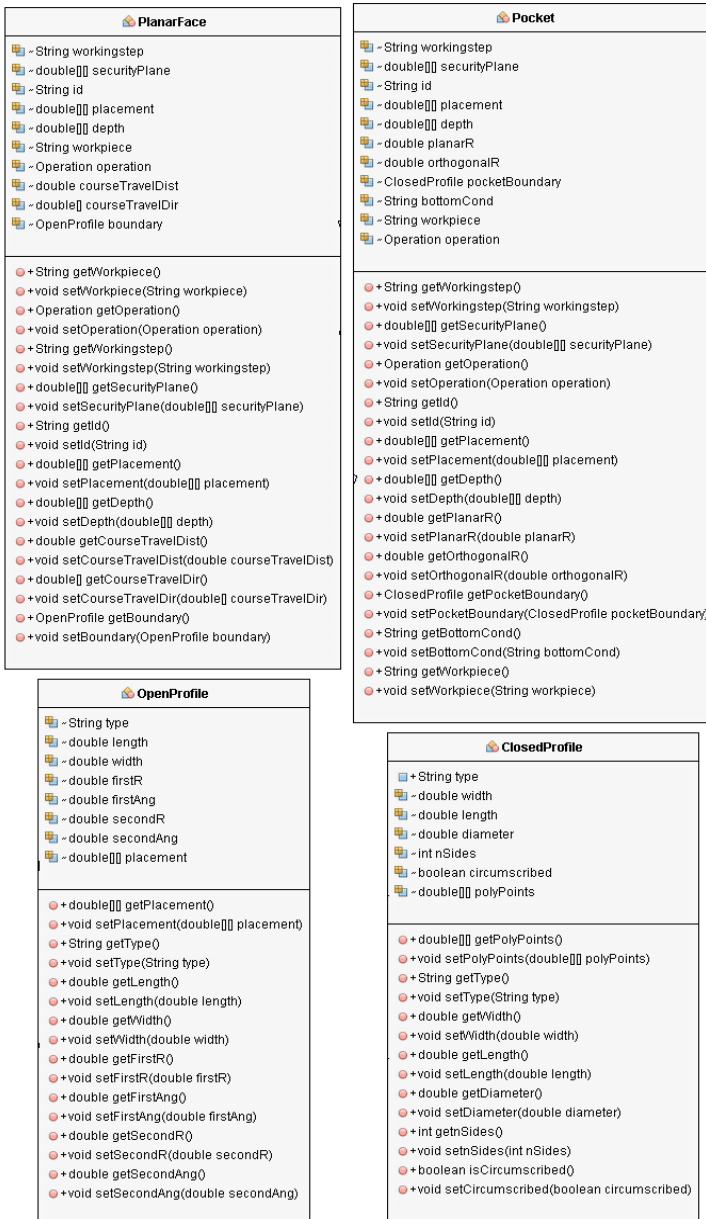 PlanarFace
~String workingstep
~double[][] securityPlane
~String id
~double[][] placement
~double[][] depth
~String workpiece
~Operation operation
~double courseTravelDist
~double[] courseTravelDir
~OpenProfile boundary
+String getWorkpiece()
+void setWorkpiece(String workpiece)
+Operation getOperation()
+void setOperation(Operation operation)
+String getWorkingstep()
+void setWorkingstep(String workingstep)
+double[][] getSecurityPlane()
+void setSecurityPlane(double[][] securityPlane)
+String getId()
+void setId(String id)
+double[][] getPlacement()
+void setPlacement(double[][] placement)
+double[][] getDepth()
+void setDepth(double[][] depth)
+double getCourseTravelDist()
+void setCourseTravelDist(double courseTravelDist)
+double[] getCourseTravelDir()
+void setCourseTravelDir(double[] courseTravelDir)
+OpenProfile getBoundary()
+void setBoundary(OpenProfile boundary)
Pocket
~String workingstep
~double[][] securityPlane
~String id
~double[][] placement
~double[][] depth
~double planarR
~double orthogonalR
~ClosedProfile pocketBoundary
~String bottomCond
~String workpiece
~Operation operation
+String getWorkingstep()
+void setWorkingstep(String workingstep)
+double[][] getSecurityPlane()
+void setSecurityPlane(double[][] securityPlane)
+Operation getOperation()
+void setOperation(Operation operation)
+String getId()
+void setId(String id)
+double[][] getPlacement()
+void setPlacement(double[][] placement)
+double[][] getDepth()
+void setDepth(double[][] depth)
+double getPlanarR()
+void setPlanarR(double planarR)
+double getOrthogonalR()
+void setOrthogonalR(double orthogonalR)
+ClosedProfile getPocketBoundary()
+void setPocketBoundary(ClosedProfile pocketBoundary)
+String getBottomCond()
+void setBottomCond(String bottomCond)
+String getWorkpiece()
+void setWorkpiece(String workpiece)
OpenProfile
~String type
~double length
~double width
~double firstR
~double firstAng
~double secondR
~double secondAng
~double[][] placement
+double[][] getPlacement()
+void setPlacement(double[][] placement)
+String getType()
+void setType(String type)
+double getLength()
+void setLength(double length)
+double getWidth()
+void setWidth(double width)
+double getFirstR()
+void setFirstR(double firstR)
+double getFirstAng()
+void setFirstAng(double firstAng)
+double getSecondR()
+void setSecondR(double secondR)
+double getSecondAng()
+void setSecondAng(double secondAng)
ClosedProfile
+String type
~double width
~double length
~double diameter
~int nSides
~boolean circumscribed
~double[][] polyPoints
+double[][] getPolyPoints()
+void setPolyPoints(double[][] polyPoints)
+String getType()
+void setType(String type)
+double getWidth()
+void setWidth(double width)
+double getLength()
+void setLength(double length)
+double getDiameter()
+void setDiameter(double diameter)
+int getnSides()
+void setnSides(int nSides)
+boolean isCircumscribed()
+void setCircumscribed(boolean circumscribed)